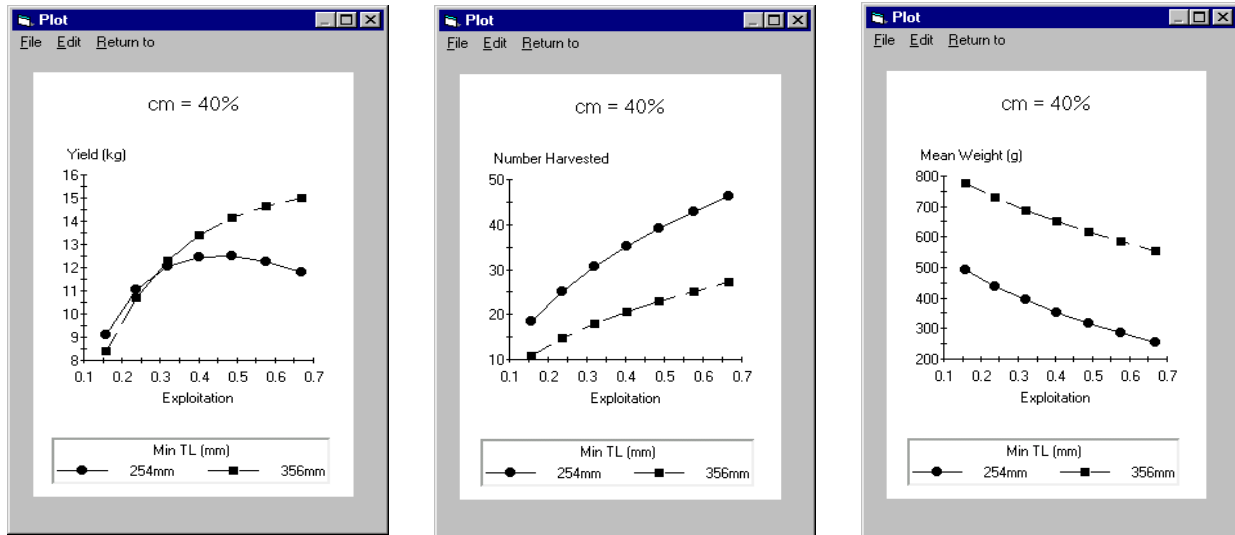 Plot
File Edit Return to
cm = 40%
Yield (kg)
16
15
14
13
12
11
10
9
8
0.1 0.2 0.3 0.4 0.5 0.6 0.7
Exploitation
Min TL (mm)
254mm 356mm
Plot
File Edit Return to
cm = 40%
Number Harvested
50
40
30
20
10
0.1 0.2 0.3 0.4 0.5 0.6 0.7
Exploitation
Min TL (mm)
254mm 356mm
Plot
File Edit Return to
cm = 40%
Mean Weight (g)
800
700
600
500
400
300
200
0.1 0.2 0.3 0.4 0.5 0.6 0.7
Exploitation
Min TL (mm)
254mm 356mm